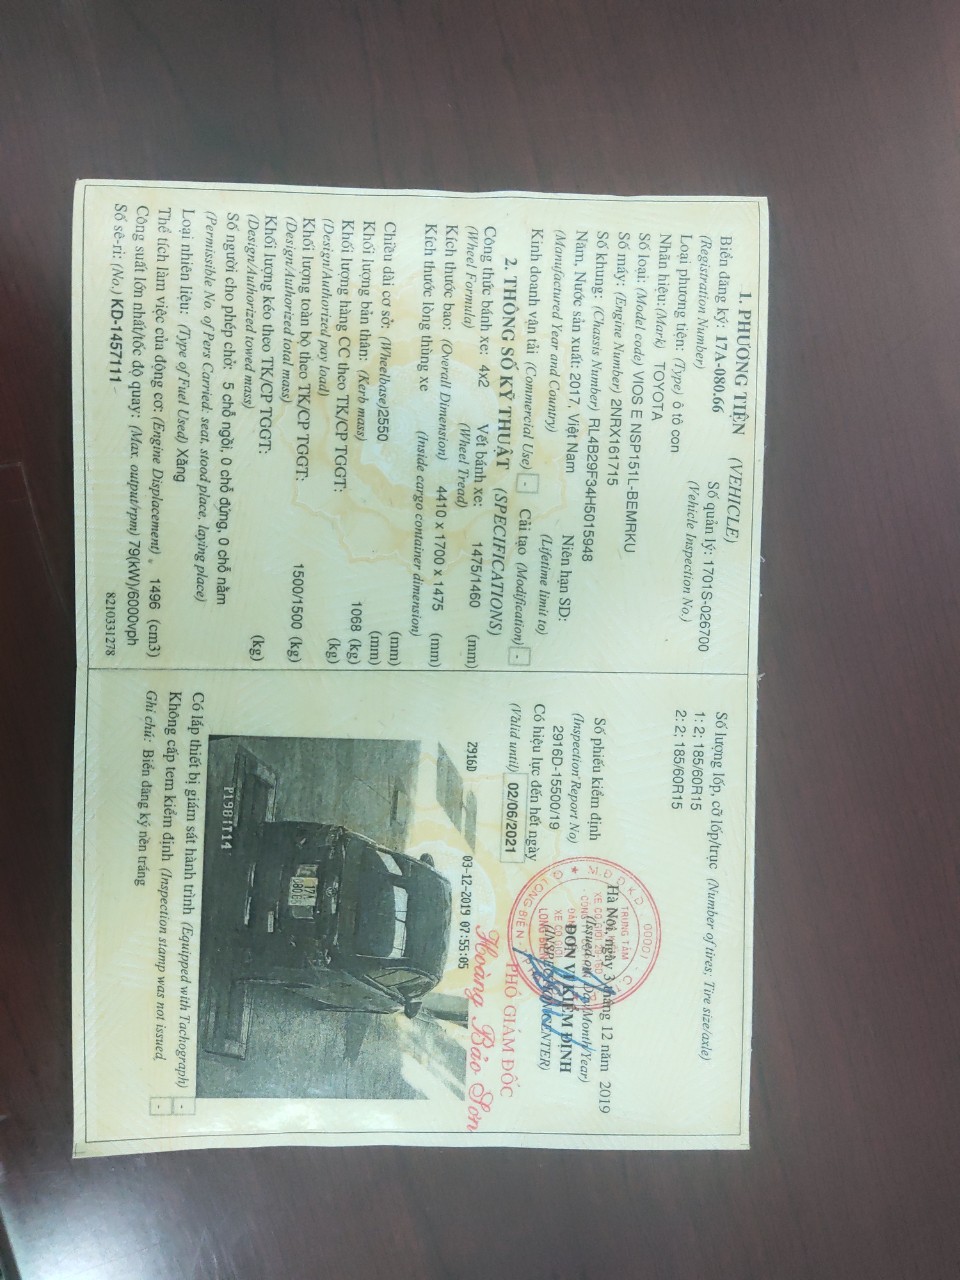 1. PHƯƠNG TIỆN (VEHICLE)
Biển đăng ký: 17A-080.66 Số quản lý: 1701S-026700
(Registration Number) (Vehicle Inspection No.)
Loại phương tiện: (Type) ô tô con
Nhãn hiệu: (Mark) TOYOTA
Số loại: (Model code) VIOS E NSP151L-BEMRKU
Số máy: (Engine Number) 2NRX161715
Số khung: (Chassis Number) RL4B29F34H5015948
Năm, Nước sản xuất: 2017, Việt Nam Niên hạn SD:
(Manufactured Year and Country) (Lifetime limit to)
Kinh doanh vận tải (Commercial Use) - Cải tạo (Modification) -
2. THÔNG SỐ KỸ THUẬT (SPECIFICATIONS)
Công thức bánh xe: 4x2 Vết bánh xe: 1475/1460 (mm)
(Wheel Formula) (Wheel Tread)
Kích thước bao: (Overall Dimension) 4410 x 1700 x 1475 (mm)
Kích thước lòng thùng xe (Inside cargo container dimension)
(mm)
Chiều dài cơ sở: (Wheelbase) 2550 (mm)
Khối lượng bản thân: (Kerb mass) 1068 (kg)
Khối lượng hàng CC theo TK/CP TGGT: (kg)
(Design/Authorized pay load)
Khối lượng toàn bộ theo TK/CP TGGT: 1500/1500 (kg)
(Design/Authorized total mass)
Khối lượng kéo theo TK/CP TGGT: (kg)
(Design/Authorized towed mass)
Số người cho phép chở: 5 chỗ ngồi, 0 chỗ đứng, 0 chỗ nằm
(Permissible No. of Pers Carried: seat, stood place, laying place)
Loại nhiên liệu: (Type of Fuel Used) Xăng
Thể tích làm việc của động cơ: (Engine Displacement) 1496 (cm3)
Công suất lớn nhất/tốc độ quay: (Max. output/rpm) 79(kW)/6000vph
Số sê-ri: (No.) KD-1457111 8210331278
Số lượng lốp, cỡ lốp/trục (Number of tires; Tire size/axle)
1: 2; 185/60R15
2: 2; 185/60R15
Hà Nội, ngày 3 tháng 12 năm 2019
(Issued on: Day/Month/Year)
ĐƠN VỊ KIỂM ĐỊNH
(INSPECTION CENTER)
Số phiếu kiểm định
(Inspection Report No)
2916D-15500/19
Có hiệu lực đến hết ngày
(Valid until) 02/06/2021
TRUNG TÂM
XE CƠ GIỚI
LONG BIÊN
Q. LONG BIÊN
PHÓ GIÁM ĐỐC
Hoàng Bảo Sơn
2916D 03-12-2019 07:55:05
17A
080.66
Có lắp thiết bị giám sát hành trình (Equipped with Tachograph) -
Không cấp tem kiểm định (Inspection stamp was not issued -
Ghi chú: Biển đăng ký nền trắng